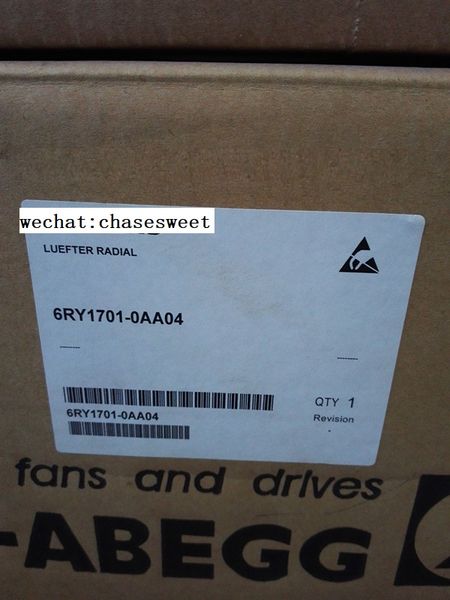 wechat:chasesweet
LUEFTER RADIAL
6RY1701-0AA04
QTY 1
6RY1701-0AA04
Revision
fans and drives
-ABEGG